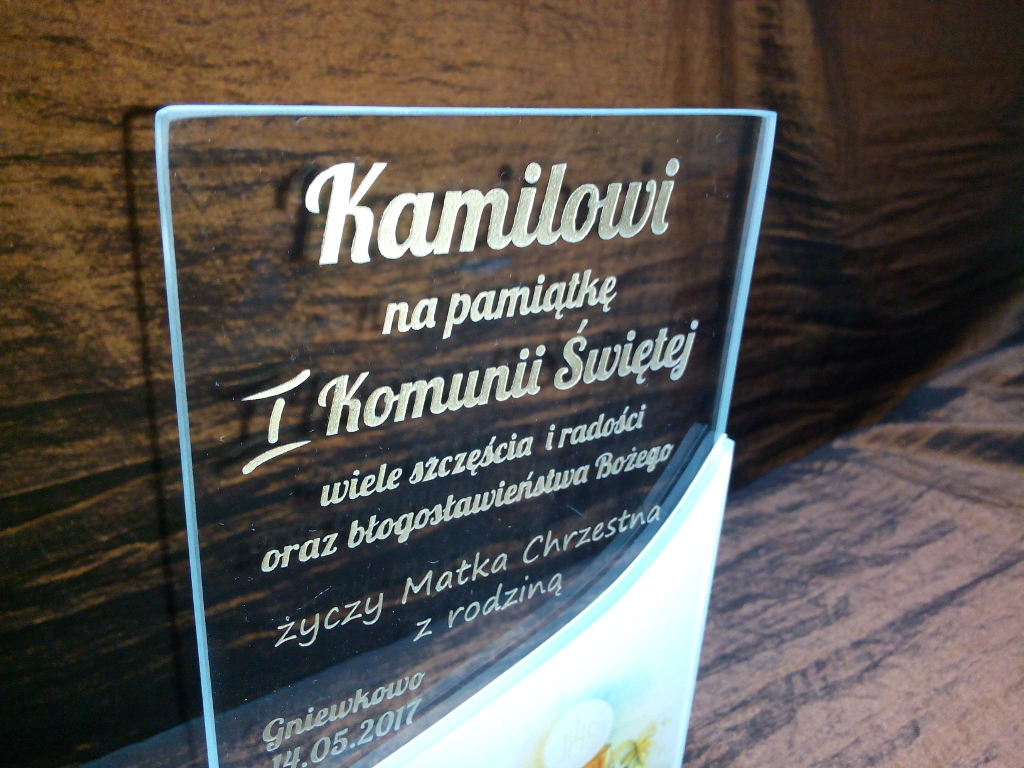 Kamilowi
na pamiątkę
I Komunii Świętej
wiele szczęścia i radości
oraz błogosławieństwa Bożego
życzy Matka Chrzestna
z rodziną
Gniewkowo
14.05.2017
IHS